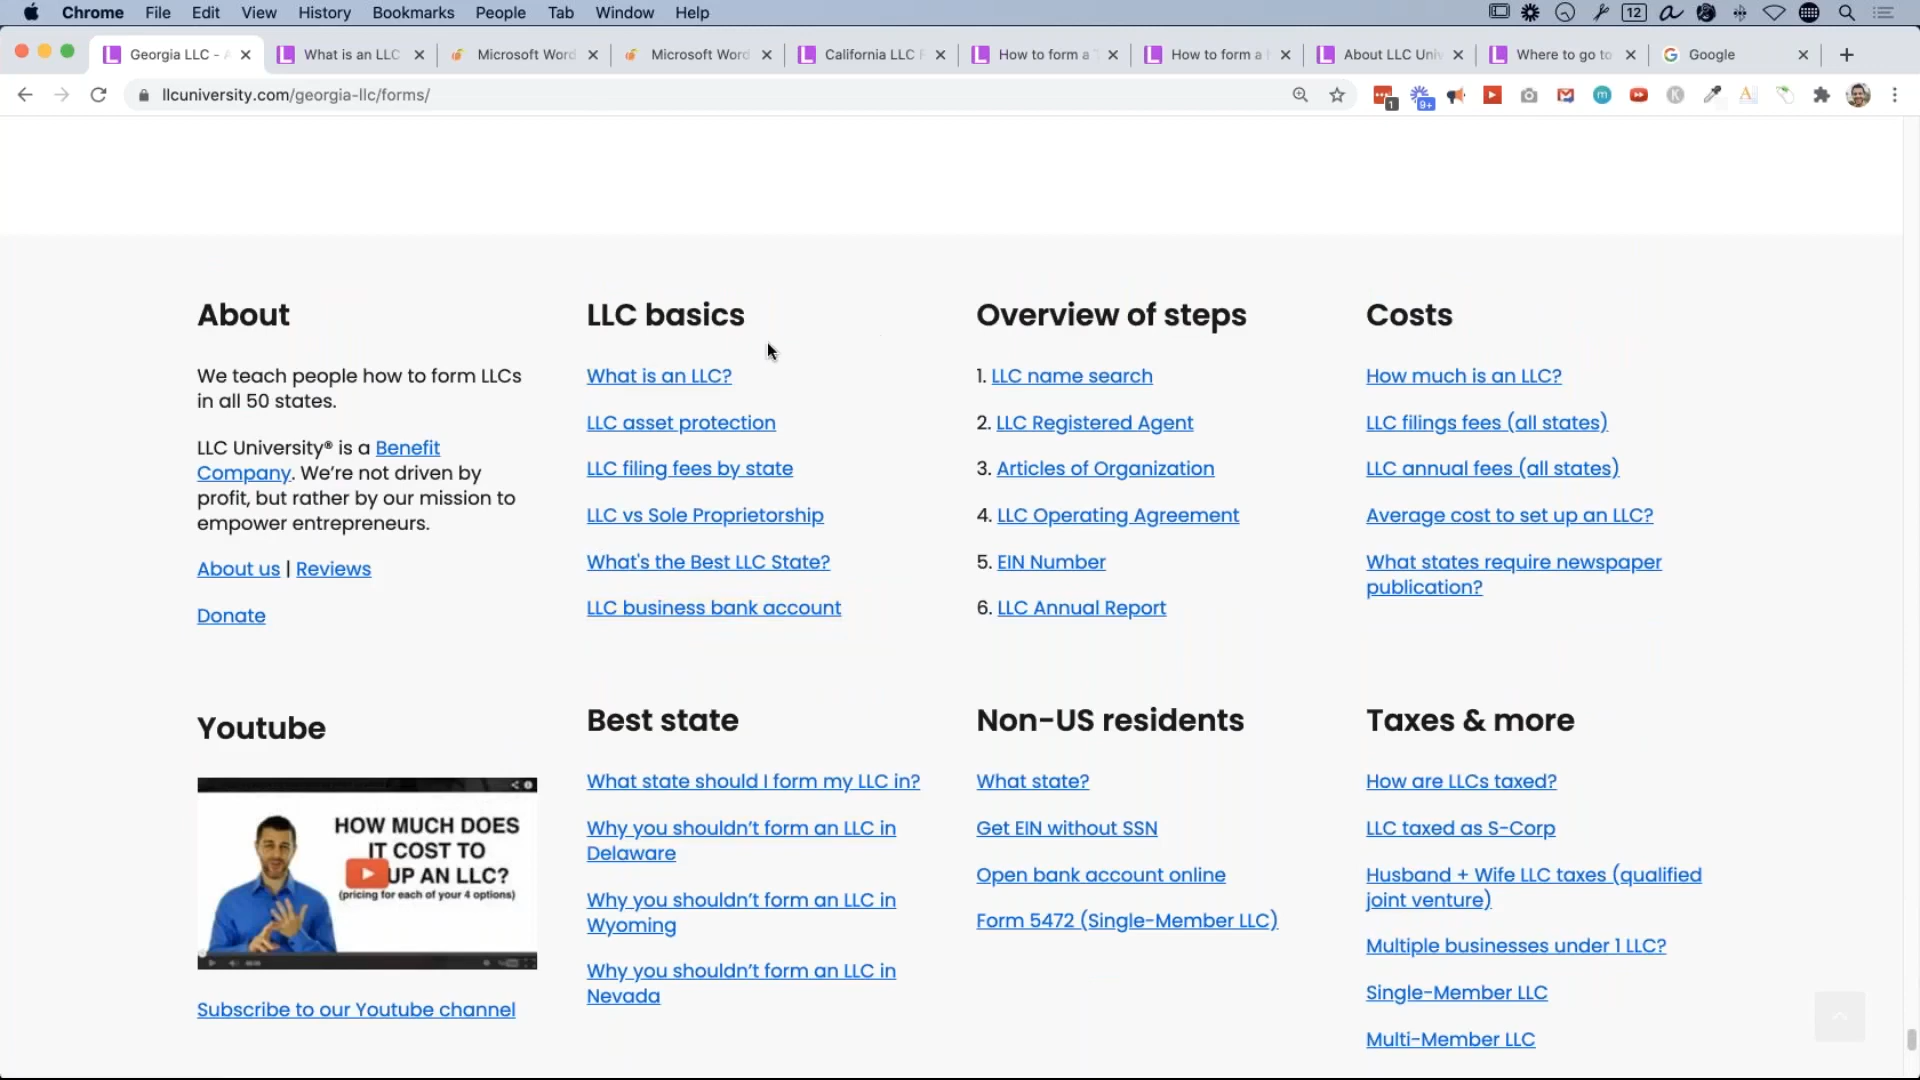 Chrome File Edit View History Bookmarks People Tab Window Help
12
Georgia LLC -
What is an LLC
Microsoft Word
Microsoft Word
California LLC
How to form a
How to form a
About LLC Univ
Where to go to
Google
llcuniversity.com/georgia-llc/forms/
1
9+
About
We teach people how to form LLCs
in all 50 states.
LLC University® is a Benefit
Company. We're not driven by
profit, but rather by our mission to
empower entrepreneurs.
About us | Reviews
Donate
LLC basics
What is an LLC?
LLC asset protection
LLC filing fees by state
LLC vs Sole Proprietorship
What's the Best LLC State?
LLC business bank account
Overview of steps
1. LLC name search
2. LLC Registered Agent
3. Articles of Organization
4. LLC Operating Agreement
5. EIN Number
6. LLC Annual Report
Costs
How much is an LLC?
LLC filings fees (all states)
LLC annual fees (all states)
Average cost to set up an LLC?
What states require newspaper
publication?
Youtube
HOW MUCH DOES
IT COST TO
UP AN LLC?
(pricing for each of your 4 options)
Subscribe to our Youtube channel
Best state
What state should I form my LLC in?
Why you shouldn't form an LLC in
Delaware
Why you shouldn't form an LLC in
Wyoming
Why you shouldn't form an LLC in
Nevada
Non-US residents
What state?
Get EIN without SSN
Open bank account online
Form 5472 (Single-Member LLC)
Taxes & more
How are LLCs taxed?
LLC taxed as S-Corp
Husband + Wife LLC taxes (qualified
joint venture)
Multiple businesses under 1 LLC?
Single-Member LLC
Multi-Member LLC